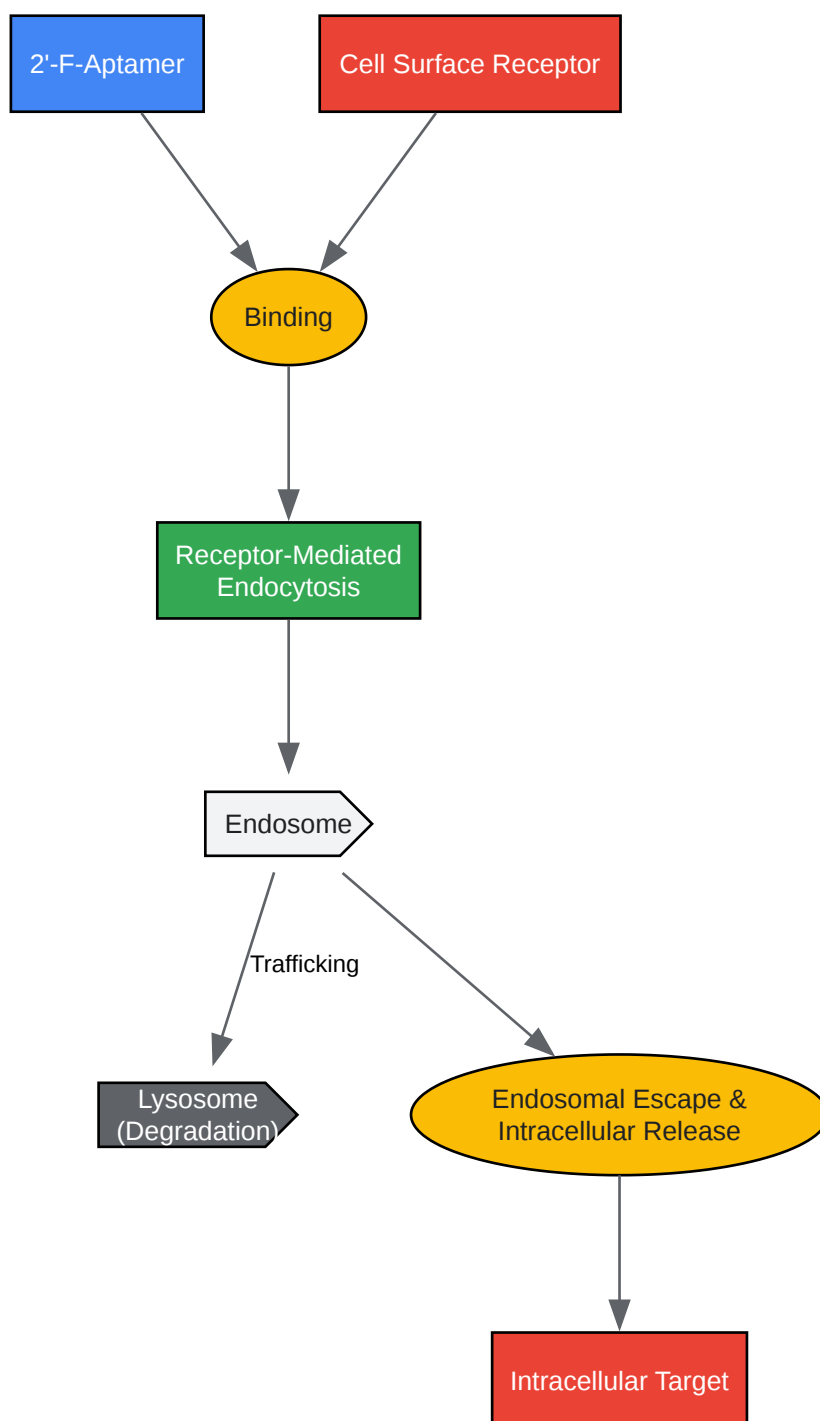 2'-F-Aptamer
Cell Surface Receptor
Binding
Receptor-Mediated
Endocytosis
Endosome
Trafficking
Lysosome
(Degradation)
Endosomal Escape &
Intracellular Release
Intracellular Target